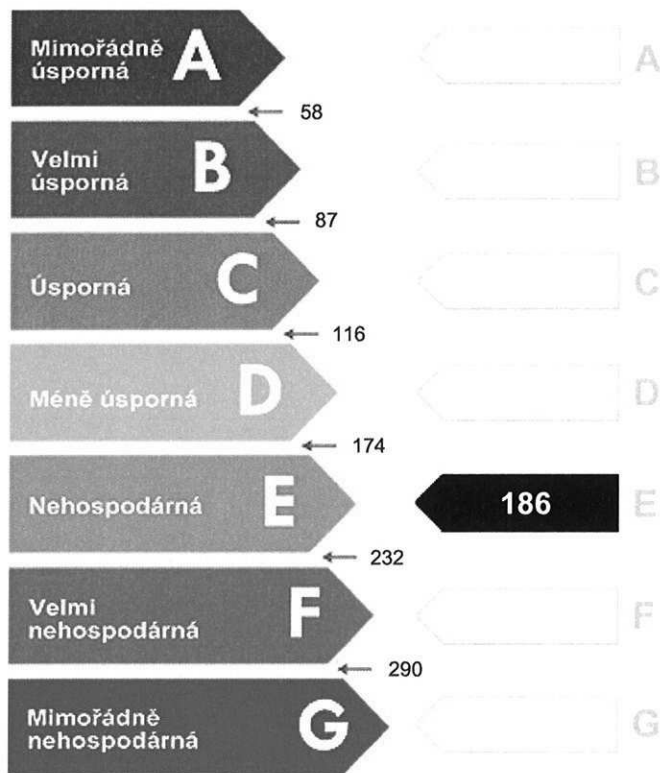 Mimořádně
úsporná
A
A
58
Velmi
úsporná
B
B
87
Úsporná
C
C
116
Méně úsporná
D
D
174
Nehospodárná
E
186
E
232
Velmi
nehospodárná
F
F
290
Mimořádně
nehospodárná
G
G